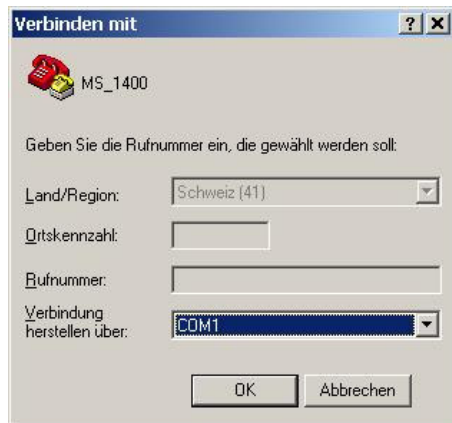 Verbinden mit
MS_1400
Geben Sie die Rufnummer ein, die gewählt werden soll:
Land/Region: Schweiz (41)
Ortskennzahl:
Rufnummer:
Verbindung
herstellen über: COM1
OK Abbrechen